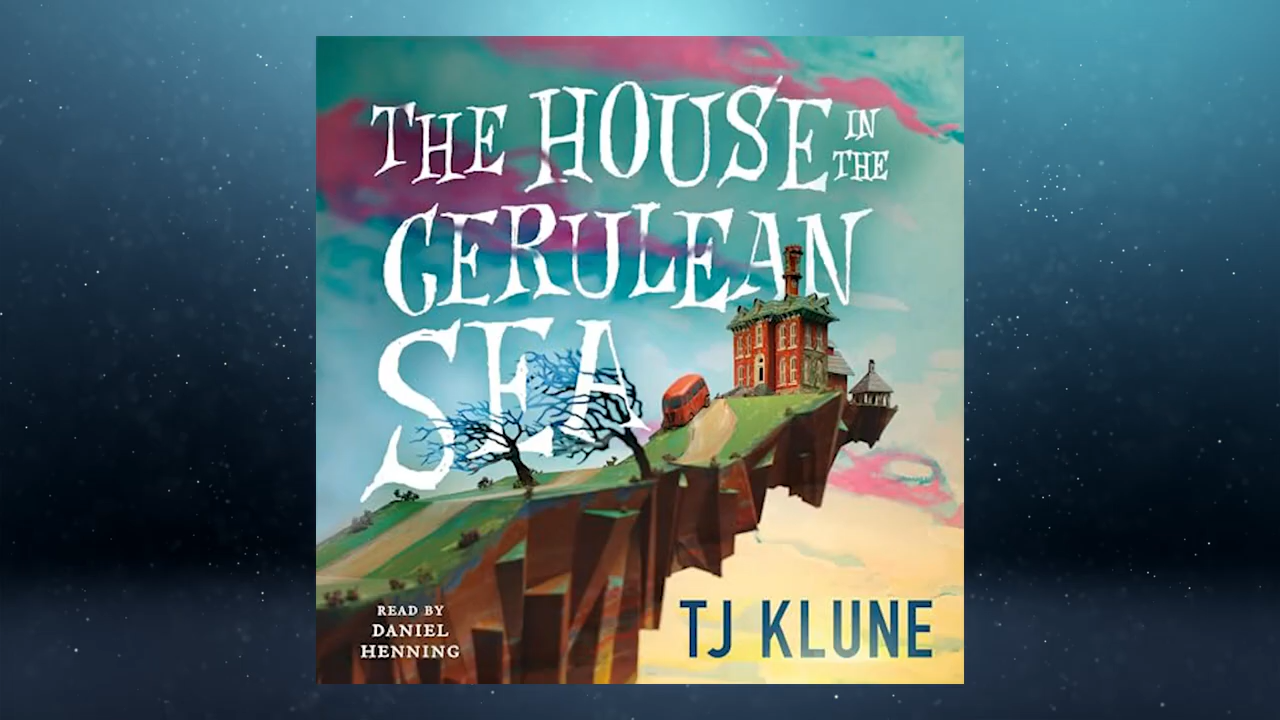 THE HOUSE IN THE
CERULEAN
SEA
READ BY
DANIEL
HENNING
TJ KLUNE